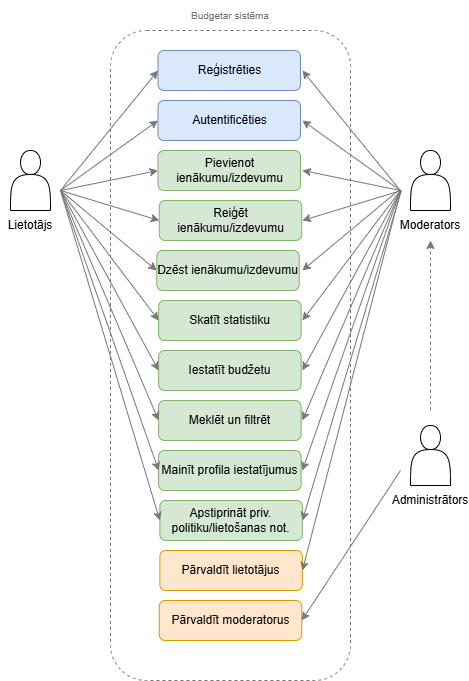 Budgetar sistēma
Reģistrēties
Autentificēties
Pievienot
ienākumu/izdevumu
Reiģēt
ienākumu/izdevumu
Dzēst ienākumu/izdevumu
Skatīt statistiku
Iestatīt budžetu
Meklēt un filtrēt
Mainīt profila iestatījumus
Apstiprināt priv.
politiku/lietošanas not.
Pārvaldīt lietotājus
Pārvaldīt moderatorus
Lietotājs
Moderators
Administrātors